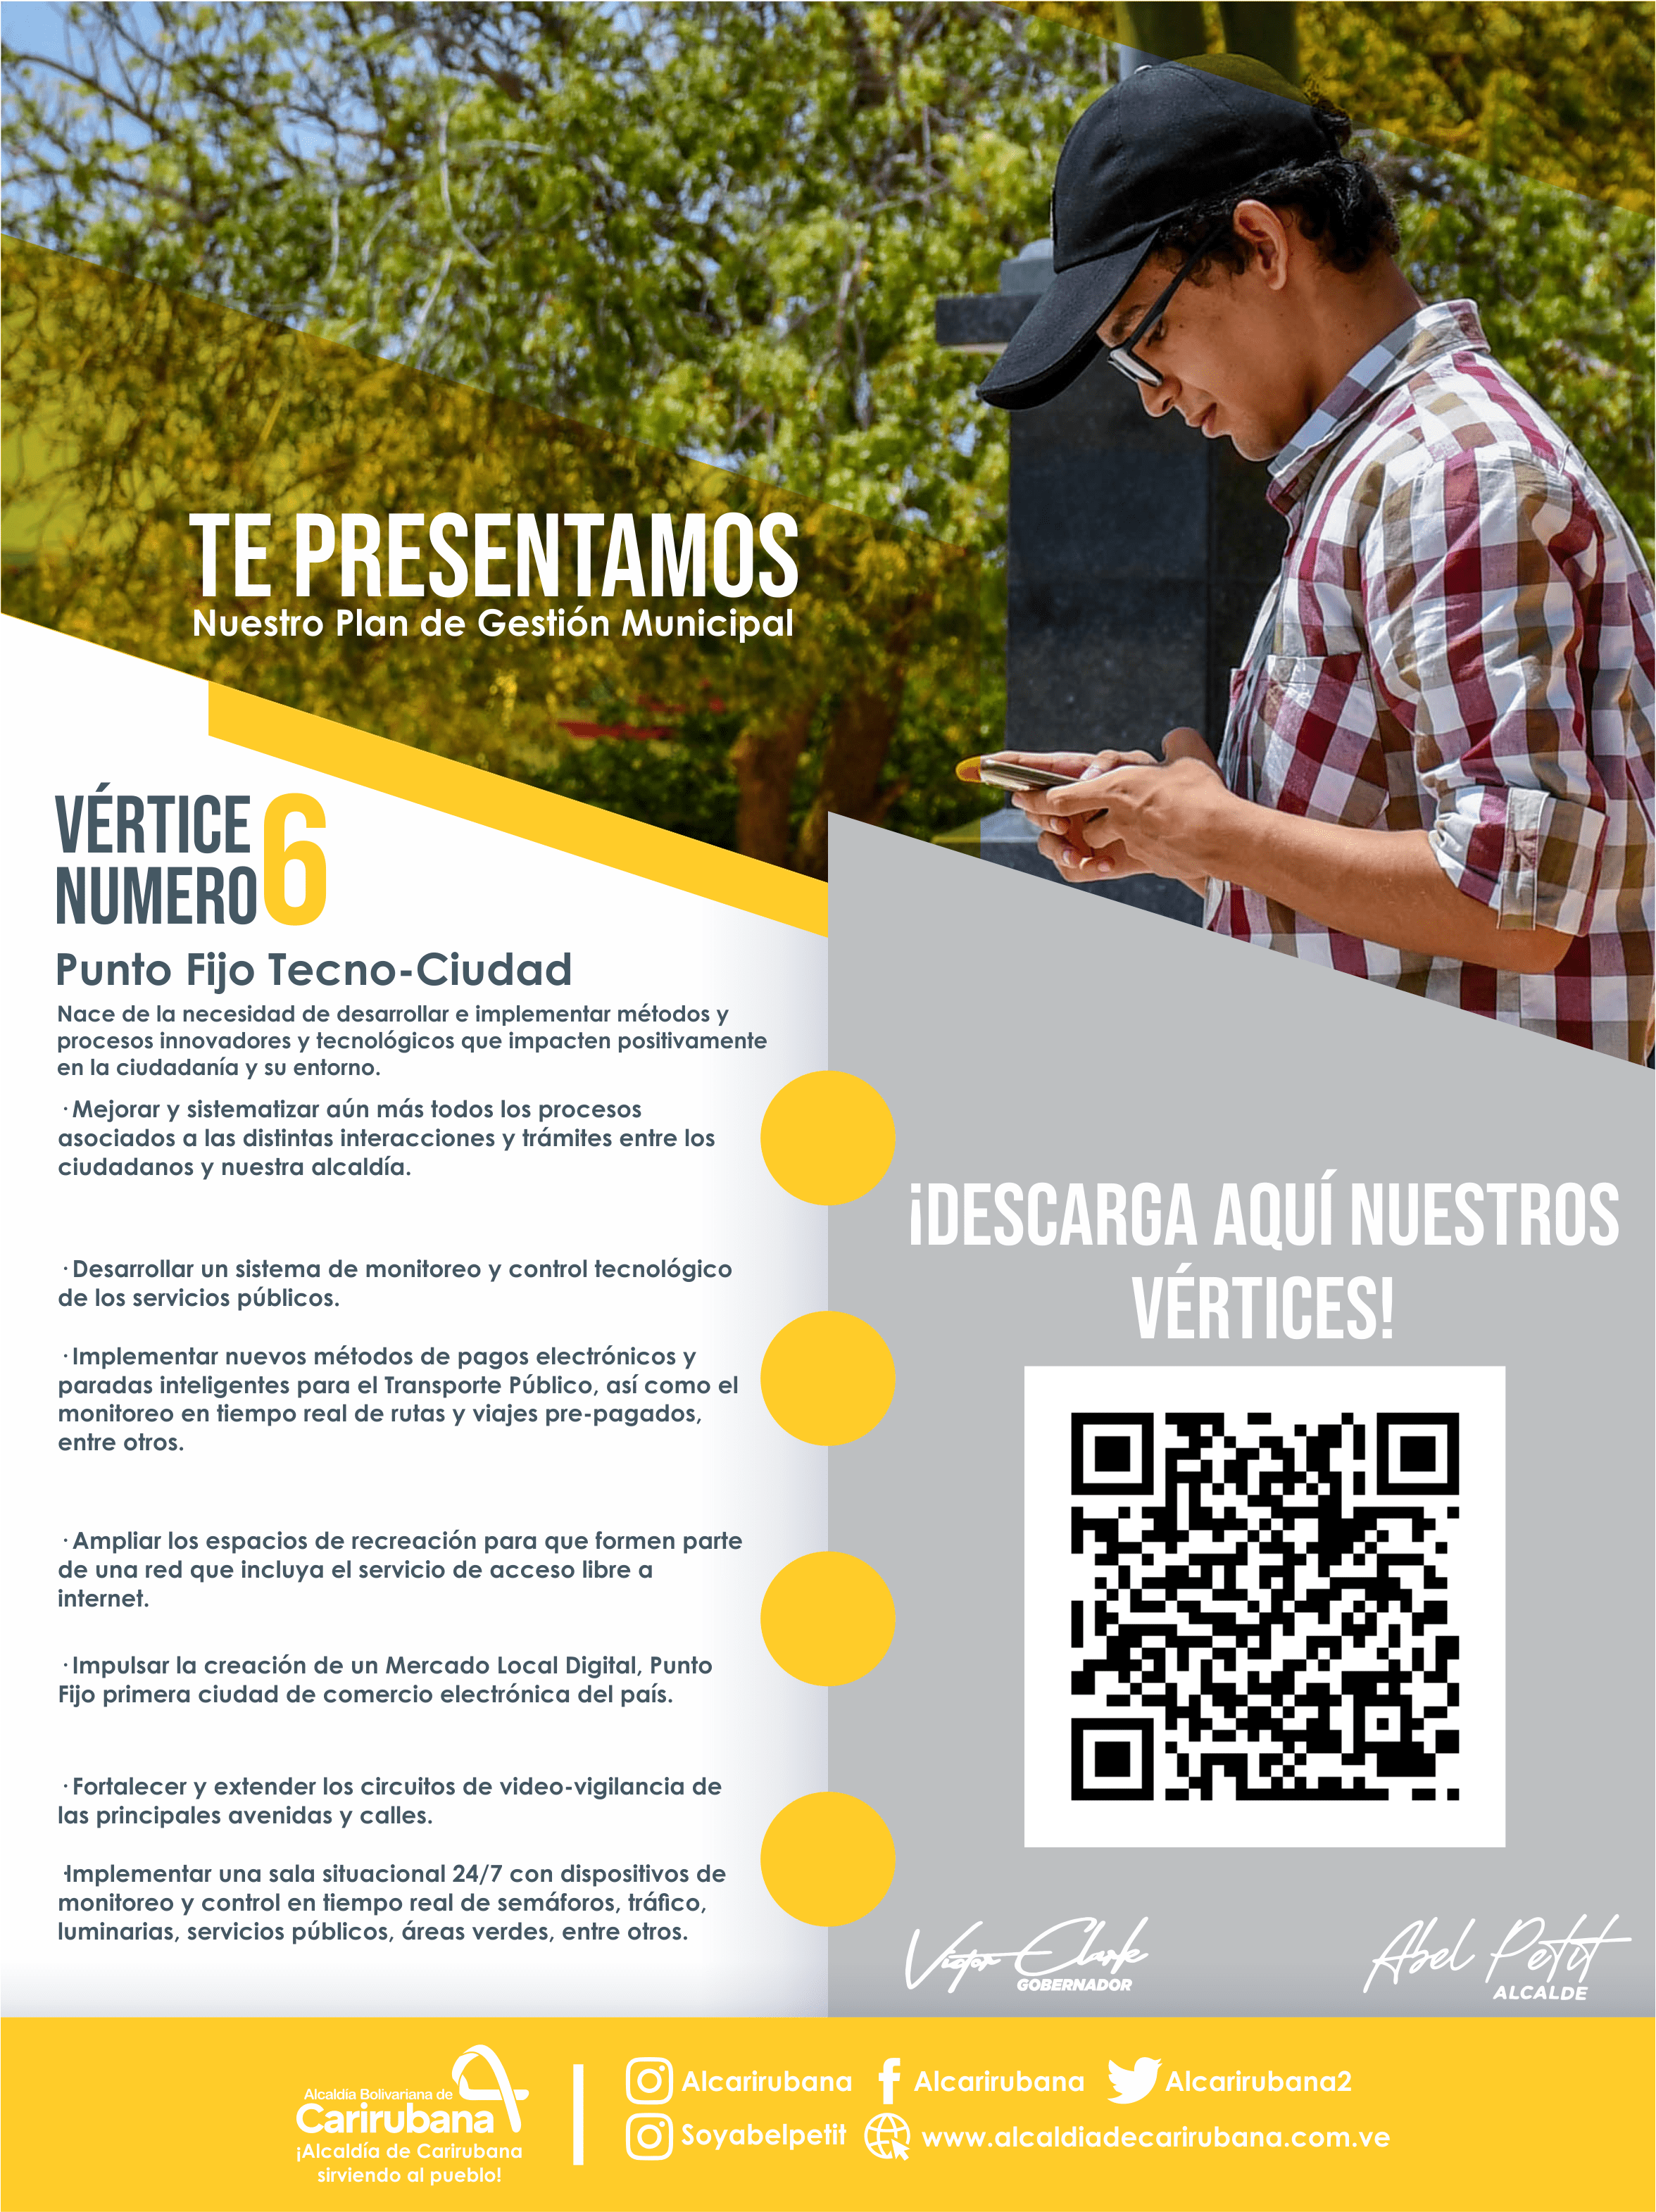 TE PRESENTAMOS
Nuestro Plan de Gestión Municipal
VÉRTICE
NUMERO 6
Punto Fijo Tecno-Ciudad
Nace de la necesidad de desarrollar e implementar métodos y
procesos innovadores y tecnológicos que impacten positivamente
en la ciudadanía y su entorno.
·Mejorar y sistematizar aún más todos los procesos
asociados a las distintas interacciones y trámites entre los
ciudadanos y nuestra alcaldía.
·Desarrollar un sistema de monitoreo y control tecnológico
de los servicios públicos.
·Implementar nuevos métodos de pagos electrónicos y
paradas inteligentes para el Transporte Público, así como el
monitoreo en tiempo real de rutas y viajes pre-pagados,
entre otros.
·Ampliar los espacios de recreación para que formen parte
de una red que incluya el servicio de acceso libre a
internet.
·Impulsar la creación de un Mercado Local Digital, Punto
Fijo primera ciudad de comercio electrónica del país.
·Fortalecer y extender los circuitos de video-vigilancia de
las principales avenidas y calles.
·Implementar una sala situacional 24/7 con dispositivos de
monitoreo y control en tiempo real de semáforos, tráfico,
luminarias, servicios públicos, áreas verdes, entre otros.
¡DESCARGA AQUÍ NUESTROS
VÉRTICES!
Victor Clarke
GOBERNADOR
Abel Petit
ALCALDE
Alcaldía Bolivariana de
Carirubana
¡Alcaldía de Carirubana
sirviendo al pueblo!
Alcarirubana Alcarirubana Alcarirubana2
Soyabelpetit www.alcaldiadecarirubana.com.ve